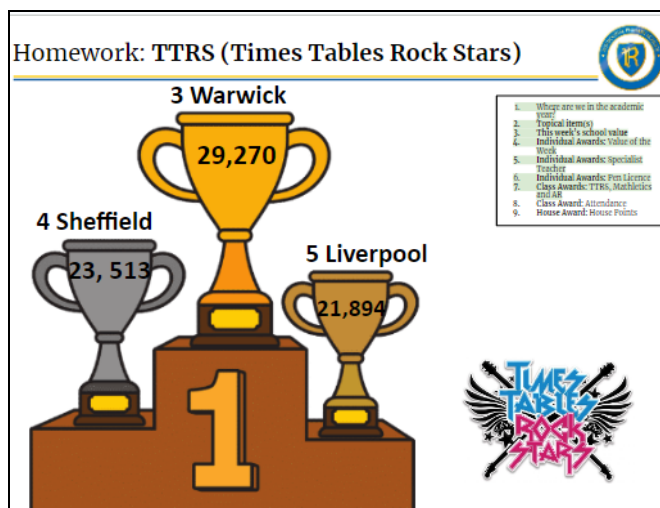 Homework: TTRS (Times Tables Rock Stars)
3 Warwick
29,270
4 Sheffield
23, 513
5 Liverpool
21,894
1
1. Where are we in the academic
year?
2. Topical item(s)
3. This week's school value
4. Individual Awards: Value of the
Week
5. Individual Awards: Specialist
Teacher
6. Individual Awards: Pen Licence
7. Class Awards: TTRS, Mathletics
and AR
8. Class Award: Attendance
9. House Award: House Points
TIMES
TABLES
ROCK
STARS